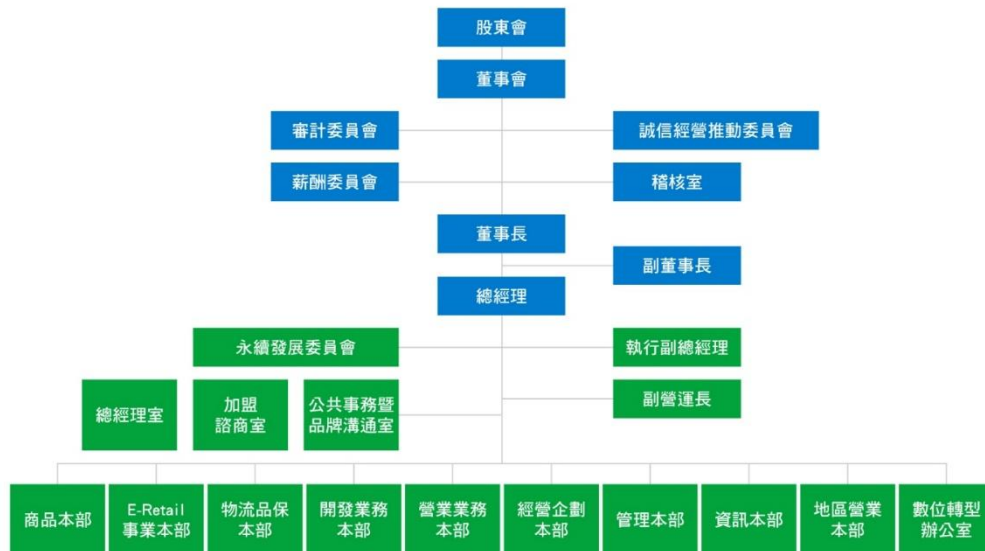 股東會
董事會
審計委員會
誠信經營推動委員會
薪酬委員會
稽核室
董事長
副董事長
總經理
永續發展委員會
執行副總經理
副營運長
總經理室
加盟
諮商室
公共事務暨
品牌溝通室
商品本部
E-Retail
事業本部
物流品保
本部
開發業務
本部
營業業務
本部
經營企劃
本部
管理本部
資訊本部
地區營業
本部
數位轉型
辦公室